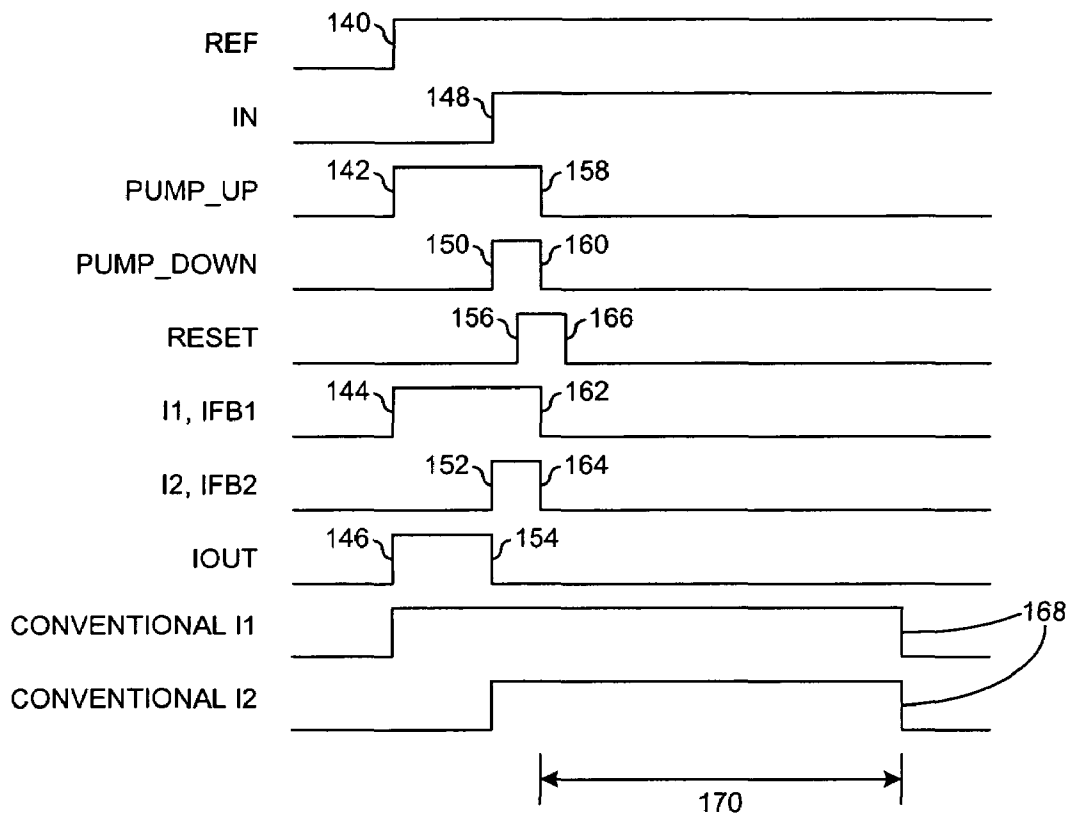 REF 140
IN 148
PUMP_UP 142 158
PUMP_DOWN 150 160
RESET 156 166
I1, IFB1 144 162
I2, IFB2 152 164
IOUT 146 154
CONVENTIONAL I1 168
CONVENTIONAL I2
170